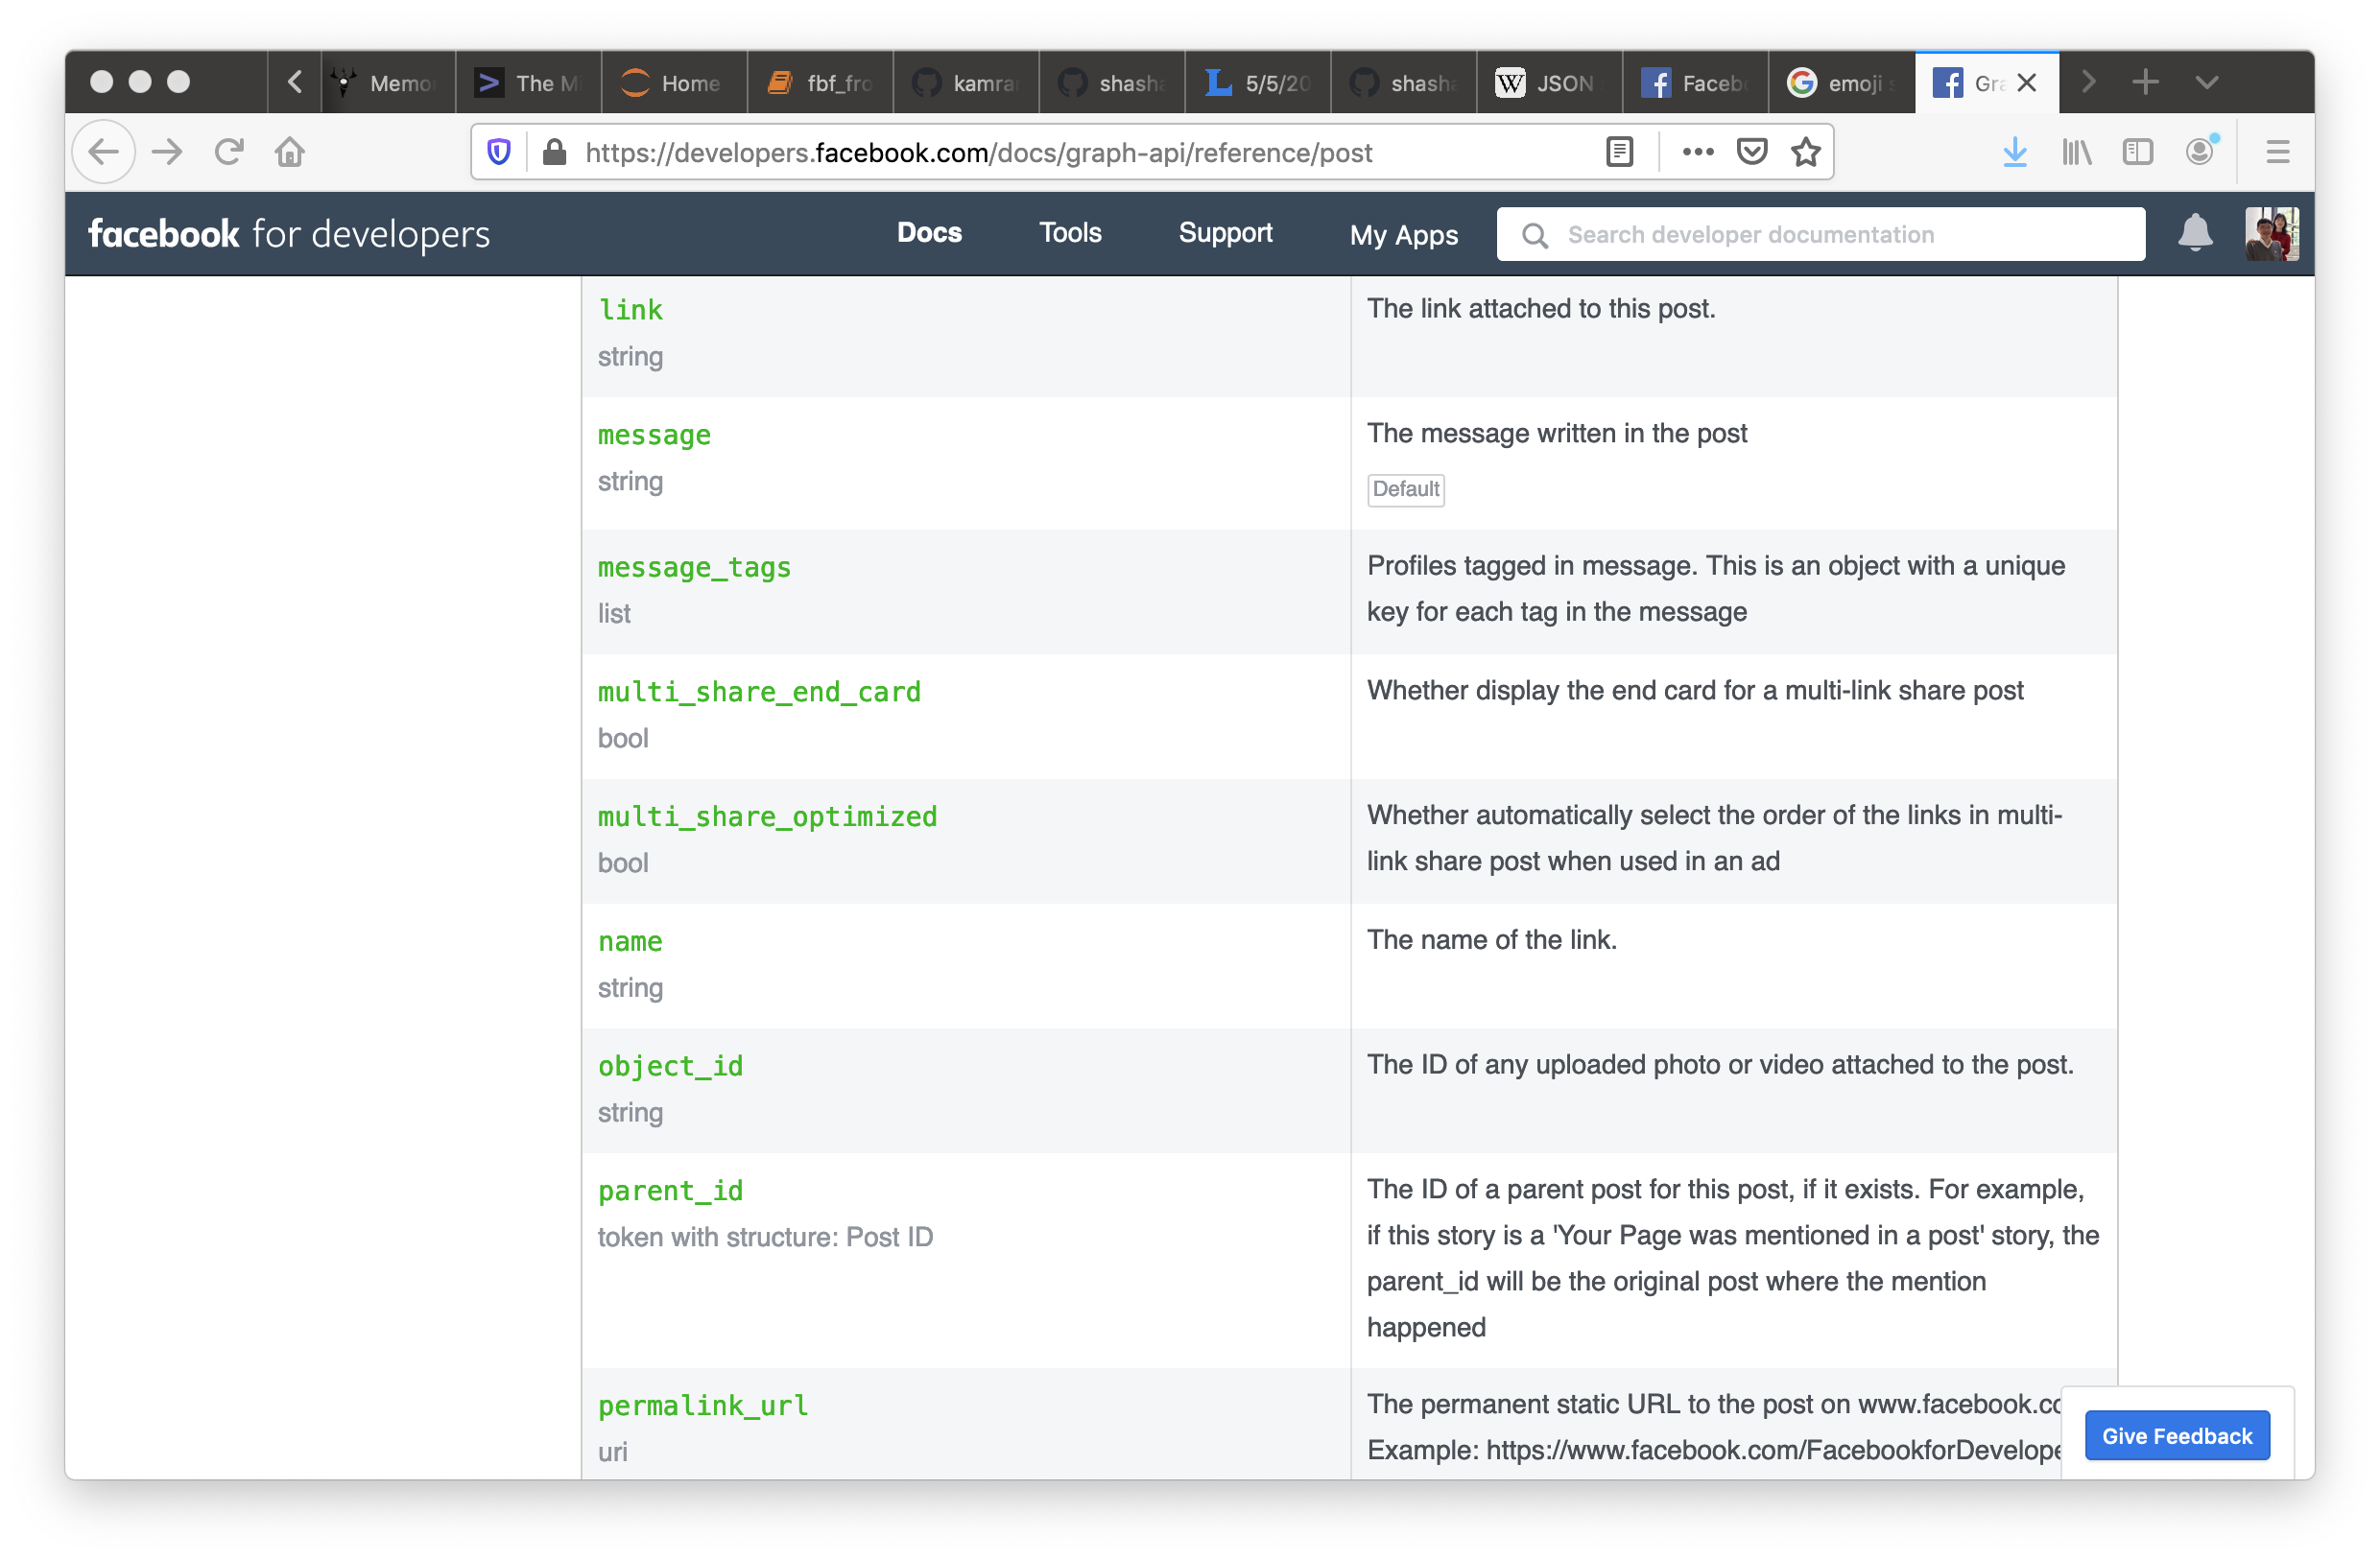 Memo
The M
Home
fbf_fro
kamra
shasha
5/5/20
shasha
W JSON
Facebo
emoji s
Gra
https://developers.facebook.com/docs/graph-api/reference/post
facebook for developers
Docs
Tools
Support
My Apps
Search developer documentation
link
string
The link attached to this post.
message
string
The message written in the post
Default
message_tags
list
Profiles tagged in message. This is an object with a unique
key for each tag in the message
multi_share_end_card
bool
Whether display the end card for a multi-link share post
multi_share_optimized
bool
Whether automatically select the order of the links in multi-
link share post when used in an ad
name
string
The name of the link.
object_id
string
The ID of any uploaded photo or video attached to the post.
parent_id
token with structure: Post ID
The ID of a parent post for this post, if it exists. For example,
if this story is a 'Your Page was mentioned in a post' story, the
parent_id will be the original post where the mention
happened
permalink_url
uri
The permanent static URL to the post on www.facebook.co
Example: https://www.facebook.com/FacebookforDevelope
Give Feedback